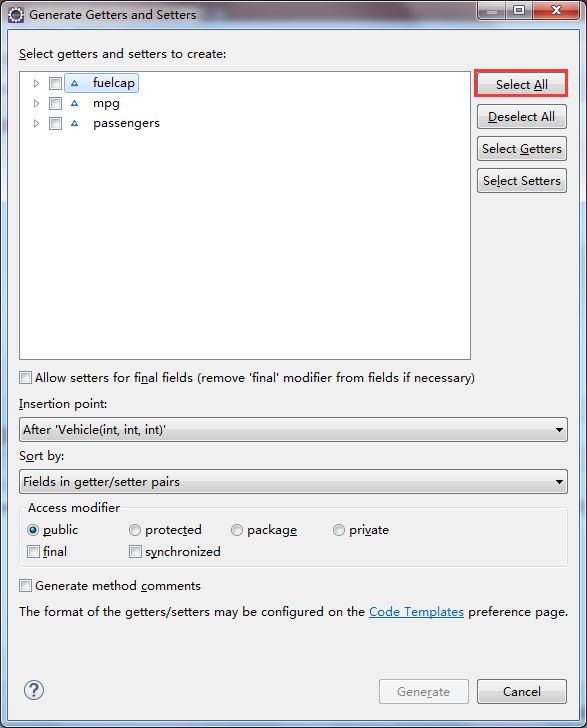 Generate Getters and Setters
Select getters and setters to create:
fuelcap
mpg
passengers
Select All
Deselect All
Select Getters
Select Setters
Allow setters for final fields (remove 'final' modifier from fields if necessary)
Insertion point:
After 'Vehicle(int, int, int)'
Sort by:
Fields in getter/setter pairs
Access modifier
public protected package private
final synchronized
Generate method comments
The format of the getters/setters may be configured on the Code Templates preference page.
? Generate Cancel